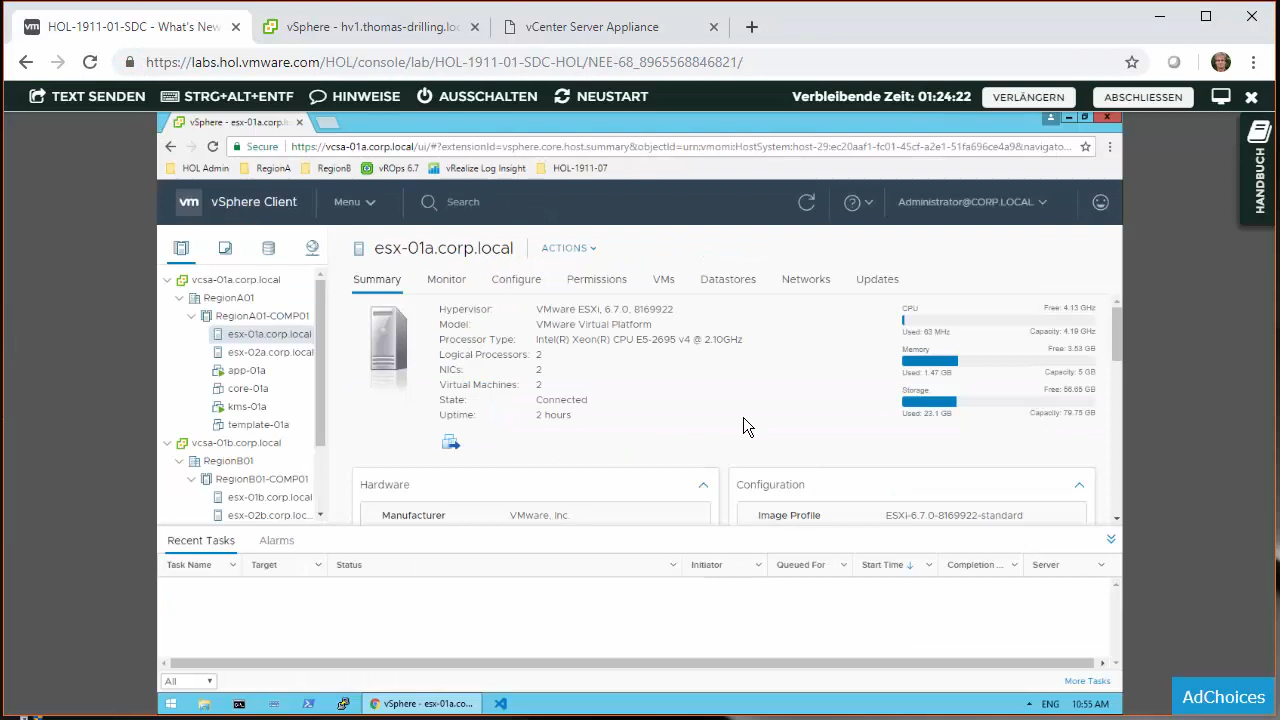 vm HOL-1911-01-SDC - What's New
vSphere - hv1.thomas-drilling.loc
vCenter Server Appliance
https://labs.hol.vmware.com/HOL/console/lab/HOL-1911-01-SDC-HOL/NEE-68_8965568846821/
TEXT SENDEN STRG+ALT+ENTF HINWEISE AUSSCHALTEN NEUSTART Verbleibende Zeit: 01:24:22 VERLÄNGERN ABSCHLIESSEN
HANDBUCH
vSphere - esx-01a.corp.l
Secure https://vcsa-01a.corp.local/ui/#?extensionId=vsphere.core.host.summary&objectId=urn:vmomi:HostSystem:host-29:ec20aaf1-fc01-45cf-a2e1-51fa696ce4a9&navigato...
HOL Admin RegionA RegionB vROps 6.7 vRealize Log Insight HOL-1911-07
vm vSphere Client Menu Search Administrator@CORP.LOCAL
vcsa-01a.corp.local
RegionA01
RegionA01-COMP01
esx-01a.corp.local
esx-02a.corp.local
app-01a
core-01a
kms-01a
template-01a
vcsa-01b.corp.local
RegionB01
RegionB01-COMP01
esx-01b.corp.local
esx-02b.corp.loc...
esx-01a.corp.local ACTIONS
Summary Monitor Configure Permissions VMs Datastores Networks Updates
Hypervisor: VMware ESXi, 6.7.0, 8169922
Model: VMware Virtual Platform
Processor Type: Intel(R) Xeon(R) CPU E5-2695 v4 @ 2.10GHz
Logical Processors: 2
NICs: 2
Virtual Machines: 2
State: Connected
Uptime: 2 hours
CPU Free: 4.13 GHz
Used: 63 MHz Capacity: 4.19 GHz
Memory Free: 3.53 GB
Used: 1.47 GB Capacity: 5 GB
Storage Free: 56.65 GB
Used: 23.1 GB Capacity: 79.75 GB
Hardware
Manufacturer VMware, Inc.
Configuration
Image Profile ESXi-6.7.0-8169922-standard
Recent Tasks Alarms
Task Name Target Status Initiator Queued For Start Time Completion ... Server
All
More Tasks
vSphere - esx-01a.co...
ENG 10:55 AM
AdChoices